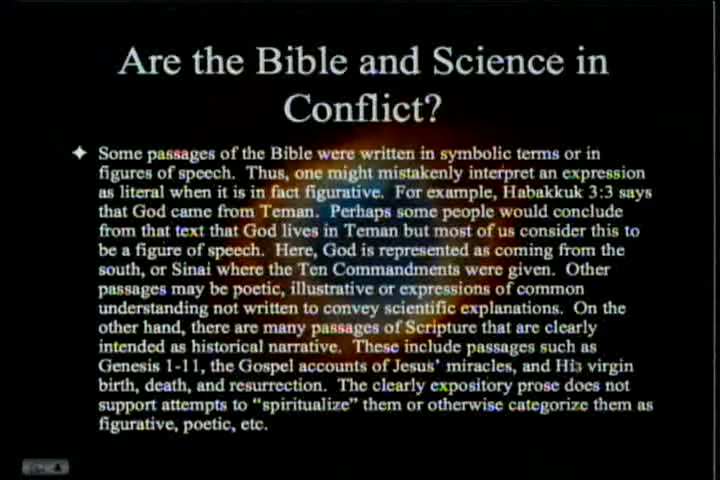 Are the Bible and Science in
Conflict?
Some passages of the Bible were written in symbolic terms or in
figures of speech. Thus, one might mistakenly interpret an expression
as literal when it is in fact figurative. For example, Habakkuk 3:3 says
that God came from Teman. Perhaps some people would conclude
from that text that God lives in Teman but most of us consider this to
be a figure of speech. Here, God is represented as coming from the
south, or Sinai where the Ten Commandments were given. Other
passages may be poetic, illustrative or expressions of common
understanding not written to convey scientific explanations. On the
other hand, there are many passages of Scripture that are clearly
intended as historical narrative. These include passages such as
Genesis 1-11, the Gospel accounts of Jesus' miracles, and His virgin
birth, death, and resurrection. The clearly expository prose does not
support attempts to “spiritualize” them or otherwise categorize them as
figurative, poetic, etc.